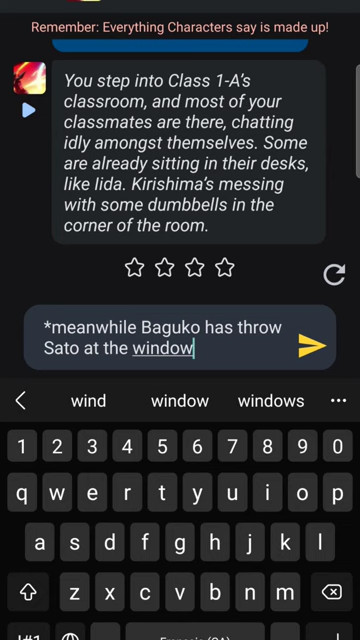 Remember: Everything Characters say is made up!
You step into Class 1-A's
classroom, and most of your
classmates are there, chatting
idly amongst themselves. Some
are already sitting in their desks,
like Iida. Kirishima's messing
with some dumbbells in the
corner of the room.
*meanwhile Baguko has throw
Sato at the window
wind window windows
1 2 3 4 5 6 7 8 9 0
q w e r t y u i o p
a s d f g h j k l
z x c v b n m